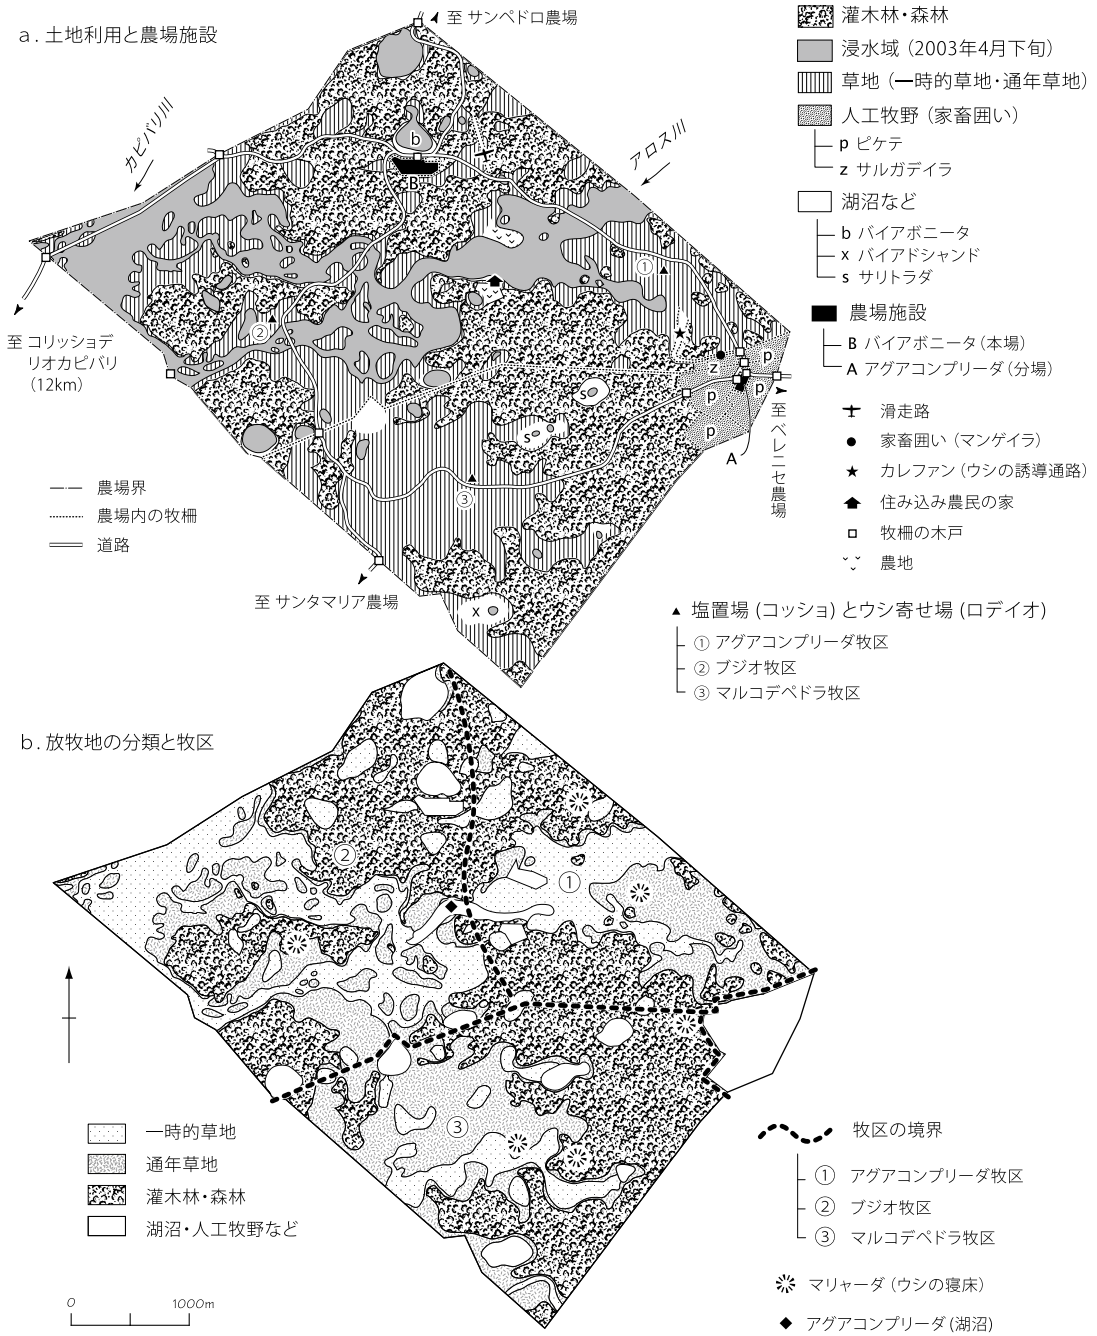 a．土地利用と農場施設
至 サンペドロ農場
カピバリ川
アロス川
b
B
①
②
③
z
p
p
p
p
s
s
x
A
至 コリッショデ
リオカピバリ
（12km）
至 ベレニセ農場
至 サンタマリア農場
農場界
農場内の牧柵
道路
灌木林・森林
浸水域（2003年4月下旬）
草地（一時的草地・通年草地）
人工牧野（家畜囲い）
p ピケテ
z サルガデイラ
湖沼など
b バイアボニータ
x バイアドシャンド
s サリトラダ
農場施設
B バイアボニータ（本場）
A アグアコンプリーダ（分場）
滑走路
家畜囲い（マンゲイラ）
カレファン（ウシの誘導通路）
住み込み農民の家
牧柵の木戸
農地
塩置場（コッショ）とウシ寄せ場（ロデイオ）
① アグアコンプリーダ牧区
② ブジオ牧区
③ マルコデペドラ牧区
b．放牧地の分類と牧区
②
①
③
一時的草地
通年草地
灌木林・森林
湖沼・人工牧野など
0 1000m
牧区の境界
① アグアコンプリーダ牧区
② ブジオ牧区
③ マルコデペドラ牧区
マリャーダ（ウシの寝床）
アグアコンプリーダ（湖沼）